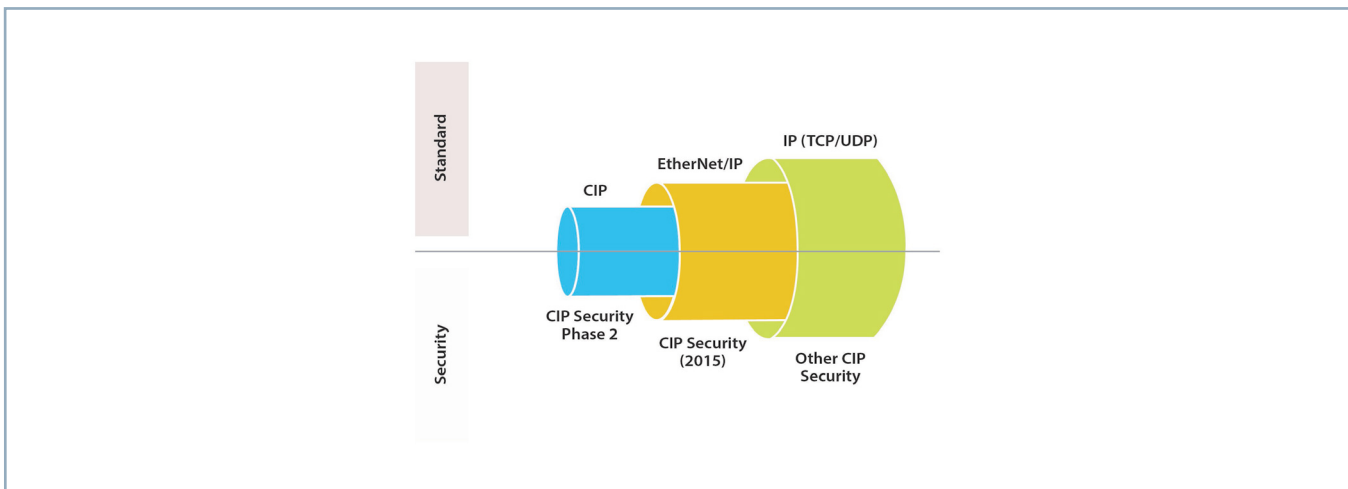 Standard
IP (TCP/UDP)
EtherNet/IP
CIP
Security
CIP Security
Phase 2
CIP Security
(2015)
Other CIP
Security